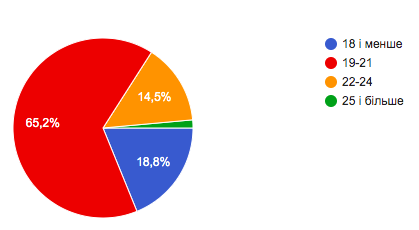 18 і менше
19-21
22-24
25 і більше
65,2%
14,5%
18,8%